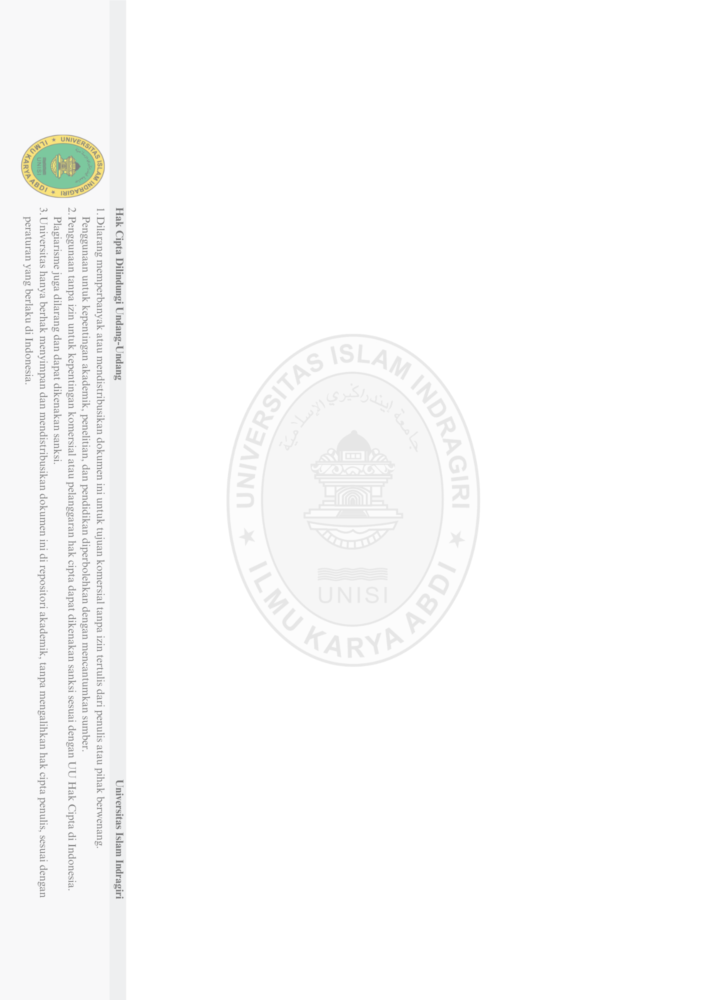 Hak Cipta Dilindungi Undang-Undang
Universitas Islam Indragiri
1. Dilarang memperbanyak atau mendistribusikan dokumen ini untuk tujuan komersial tanpa izin tertulis dari penulis atau pihak berwenang.
Penggunaan untuk kepentingan akademik, penelitian, dan pendidikan diperbolehkan dengan mencantumkan sumber.
2. Penggunaan tanpa izin untuk kepentingan komersial atau pelanggaran hak cipta dapat dikenakan sanksi sesuai dengan UU Hak Cipta di Indonesia.
Plagiarisme juga dilarang dan dapat dikenakan sanksi.
3. Universitas hanya berhak menyimpan dan mendistribusikan dokumen ini di repositori akademik, tanpa mengalihkan hak cipta penulis, sesuai dengan
peraturan yang berlaku di Indonesia.
UNIVERSITAS ISLAM INDRAGIRI
جامعة إيندراكيري الإسلامية
UNISI
ILMU KARYA ABDI
UNIVERSITAS ISLAM INDRAGIRI
جامعة إيندراكيري الإسلامية
UNISI
ILMU KARYA ABDI